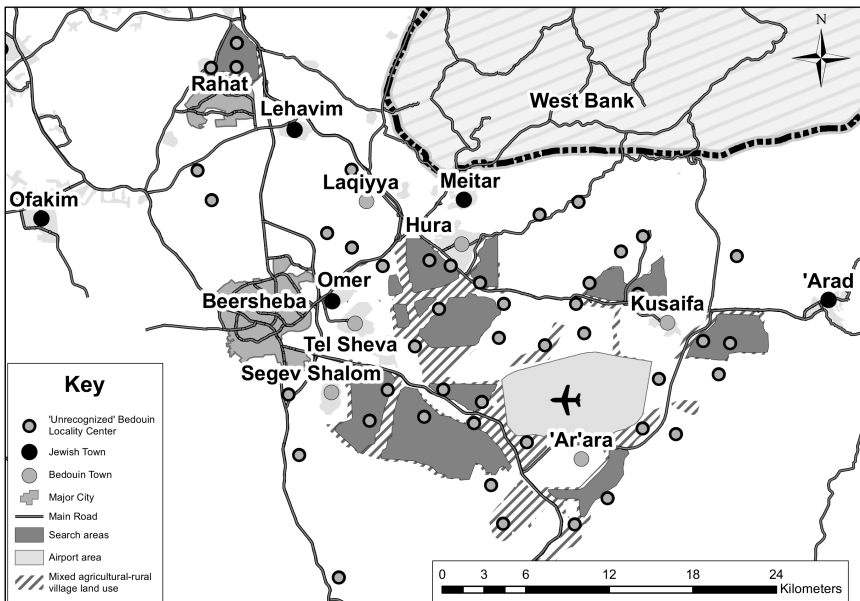 N
West Bank
Rahat
Lehavim
Laqiyya
Meitar
Ofakim
Hura
Omer
Beersheba
'Arad
Kusaifa
Tel Sheva
Segev Shalom
'Ar'ara
Key
'Unrecognized' Bedouin
Locality Center
Jewish Town
Bedouin Town
Major City
Main Road
Search areas
Airport area
Mixed agricultural-rural
village land use
0 3 6 12 18 24
Kilometers